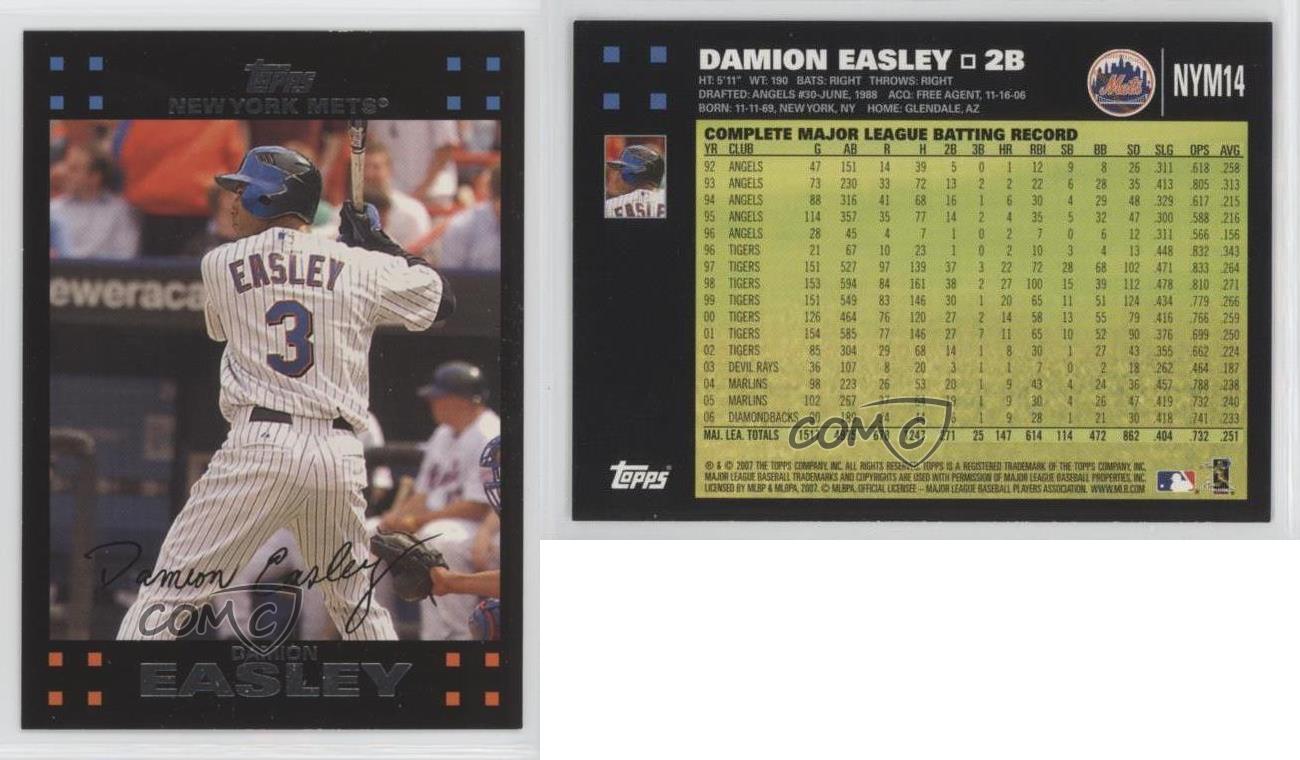 Topps
NEW YORK METS®
EASLEY
3
eweraca
Damion Easley
COMC
DAMION
EASLEY
DAMION EASLEY □ 2B
HT: 5'11" WT: 190 BATS: RIGHT THROWS: RIGHT
DRAFTED: ANGELS #30-JUNE, 1988 ACQ: FREE AGENT, 11-16-06
BORN: 11-11-69, NEW YORK, NY HOME: GLENDALE, AZ
Mets
NYM14
COMPLETE MAJOR LEAGUE BATTING RECORD
YR CLUB G AB R H 2B 3B HR RBI SB BB SO SLG OPS AVG
92 ANGELS 47 151 14 39 5 0 1 12 9 8 26 .311 .618 .258
93 ANGELS 73 230 33 72 13 2 2 22 6 28 35 .413 .805 .313
94 ANGELS 88 316 41 68 16 1 6 30 4 29 48 .329 .617 .215
95 ANGELS 114 357 35 77 14 2 4 35 5 32 47 .300 .588 .216
96 ANGELS 28 45 4 7 1 0 2 7 0 6 12 .311 .566 .156
96 TIGERS 21 67 10 23 1 0 2 10 3 4 13 .448 .832 .343
97 TIGERS 151 527 97 139 37 3 22 72 28 68 102 .471 .833 .264
98 TIGERS 153 594 84 161 38 2 27 100 15 39 112 .478 .810 .271
99 TIGERS 151 549 83 146 30 1 20 65 11 51 124 .434 .779 .266
00 TIGERS 126 464 76 120 27 2 14 58 13 55 79 .416 .766 .259
01 TIGERS 154 585 77 146 27 7 11 65 10 52 90 .376 .699 .250
02 TIGERS 85 304 29 68 14 1 8 30 1 27 43 .355 .662 .224
03 DEVIL RAYS 36 107 8 20 3 1 1 7 0 2 18 .262 .464 .187
04 MARLINS 98 223 26 53 20 1 9 43 4 24 36 .457 .788 .238
05 MARLINS 102 267 19 1 9 30 4 26 47 .419 .732 .240
06 DIAMONDBACKS 1 9 28 1 21 30 .418 .741 .233
MAJ. LEA. TOTALS 1247 271 25 147 614 114 472 862 .404 .732 .251
COMC
Topps
® & © 2007 THE TOPPS COMPANY, INC. ALL RIGHTS RESERVED. TOPPS IS A REGISTERED TRADEMARK OF THE TOPPS COMPANY, INC.
MAJOR LEAGUE BASEBALL TRADEMARKS AND COPYRIGHTS ARE USED WITH PERMISSION OF MAJOR LEAGUE BASEBALL PROPERTIES, INC.
LICENSED BY MLBP & MLBPA, 2007. © MLBPA. OFFICIAL LICENSEE – MAJOR LEAGUE BASEBALL PLAYERS ASSOCIATION. WWW.MLB.COM